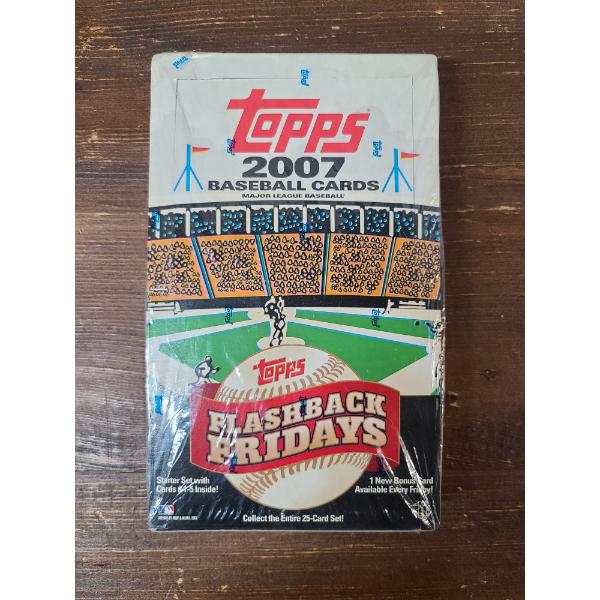 Topps
2007
BASEBALL CARDS
MAJOR LEAGUE BASEBALL
Topps
FLASHBACK
FRIDAYS
Starter Set with
Cards #1-5 Inside!
1 New Bonus Card
Available Every Friday!
Collect the Entire 25-Card Set!